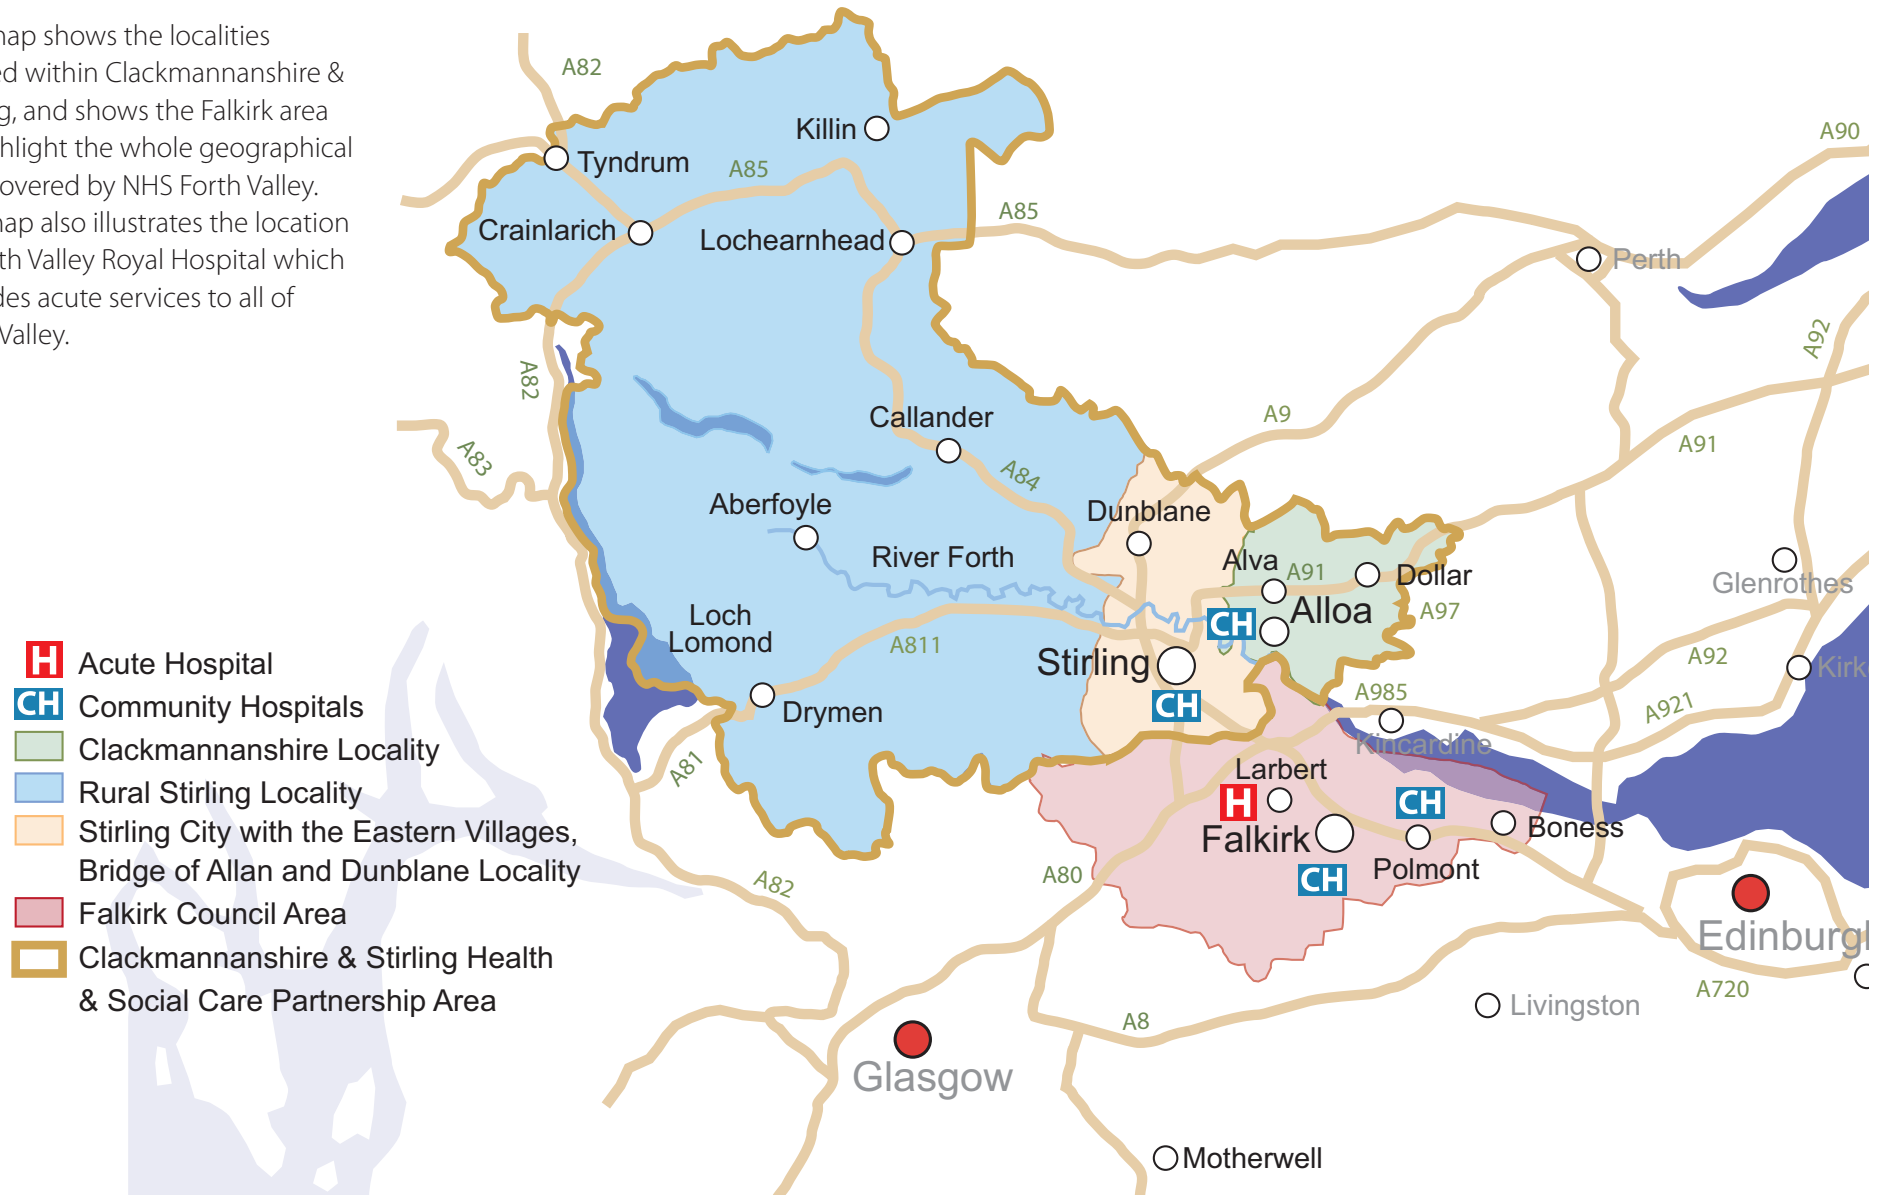 map shows the localities
ed within Clackmannanshire &
g, and shows the Falkirk area
hlight the whole geographical
overed by NHS Forth Valley.
map also illustrates the location
th Valley Royal Hospital which
des acute services to all of
Valley.
A82
Killin
A90
Tyndrum
A85
A85
Crainlarich
Lochearnhead
Perth
A92
A82
Callander
A9
A91
A83
A84
Aberfoyle
Dunblane
River Forth
Alva
A91
Dollar
Glenrothes
CH
Alloa
A97
Loch
Lomond
A811
Stirling
A92
Kirk
A985
CH
A921
Drymen
Kincardine
A81
Larbert
H
CH
Falkirk
Boness
Polmont
A80
CH
A82
Edinburgh
A720
Livingston
A8
Glasgow
Motherwell
H Acute Hospital
CH Community Hospitals
Clackmannanshire Locality
Rural Stirling Locality
Stirling City with the Eastern Villages,
Bridge of Allan and Dunblane Locality
Falkirk Council Area
Clackmannanshire & Stirling Health
& Social Care Partnership Area